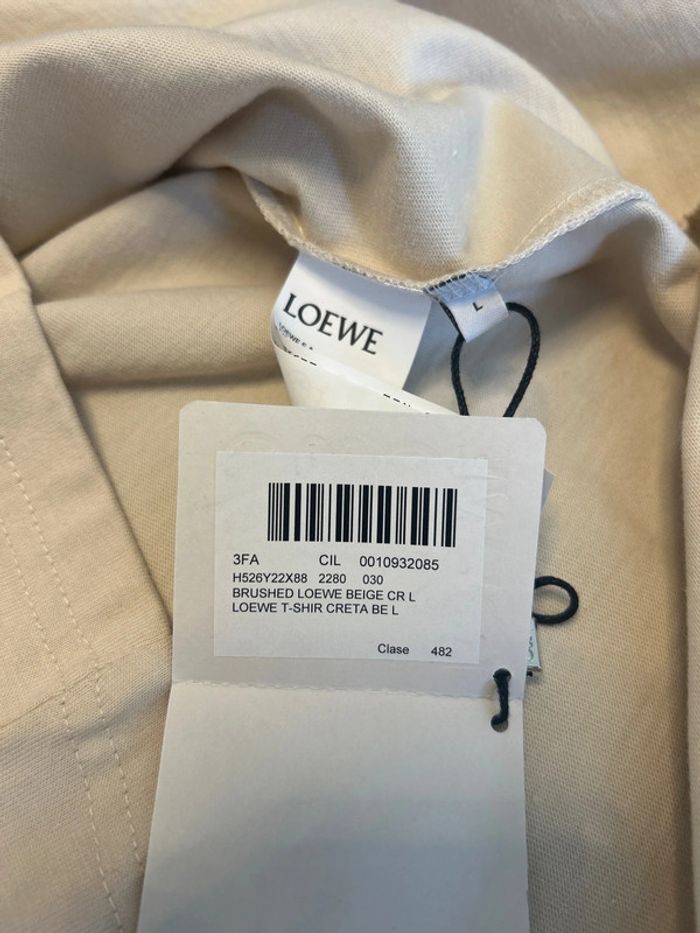 LOEWE
L
3FA CIL 0010932085
H526Y22X88 2280 030
BRUSHED LOEWE BEIGE CR L
LOEWE T-SHIR CRETA BE L
Clase 482